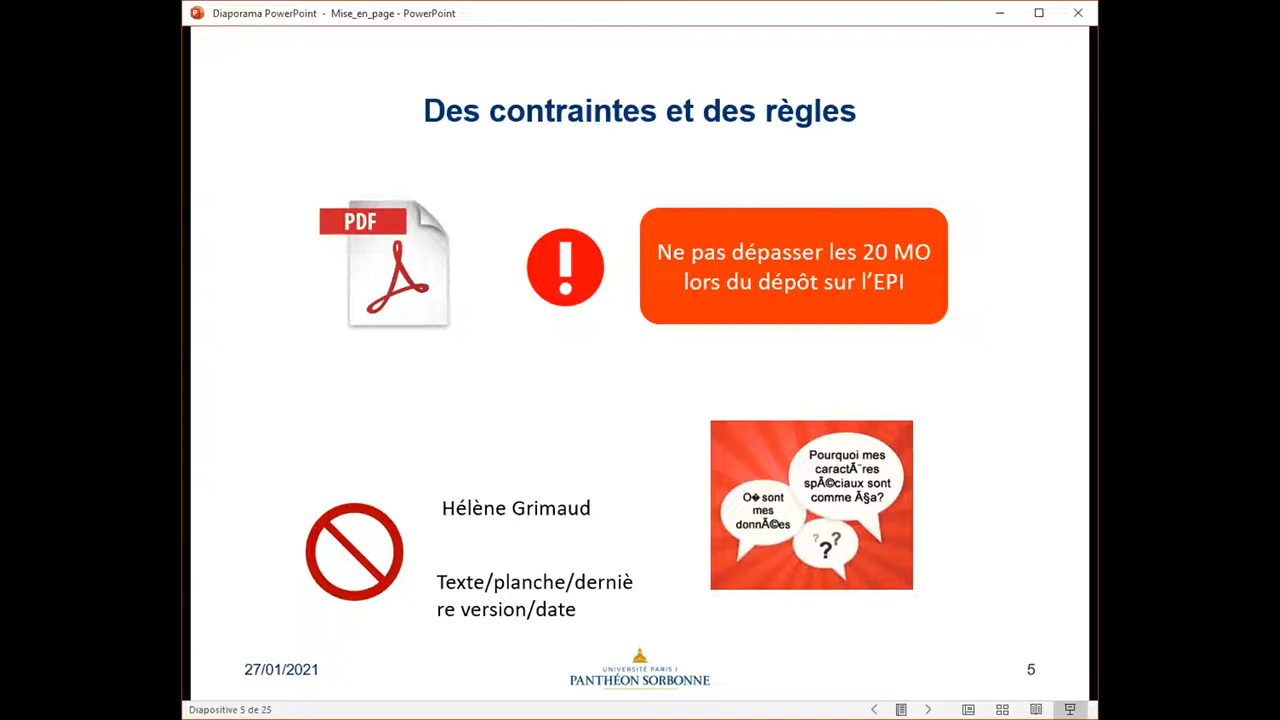 Diaporama PowerPoint - Mise_en_page - PowerPoint
Des contraintes et des règles
PDF
Ne pas dépasser les 20 MO
lors du dépôt sur l’EPI
Pourquoi mes
caractÃ¨res
spÃ©ciaux sont
comme Ã§a?
O� sont
mes
donnÃ©es
? ? ?
Hélène Grimaud
Texte/planche/derniè
re version/date
27/01/2021
UNIVERSITÉ PARIS 1
PANTHÉON SORBONNE
5
Diapositive 5 de 25